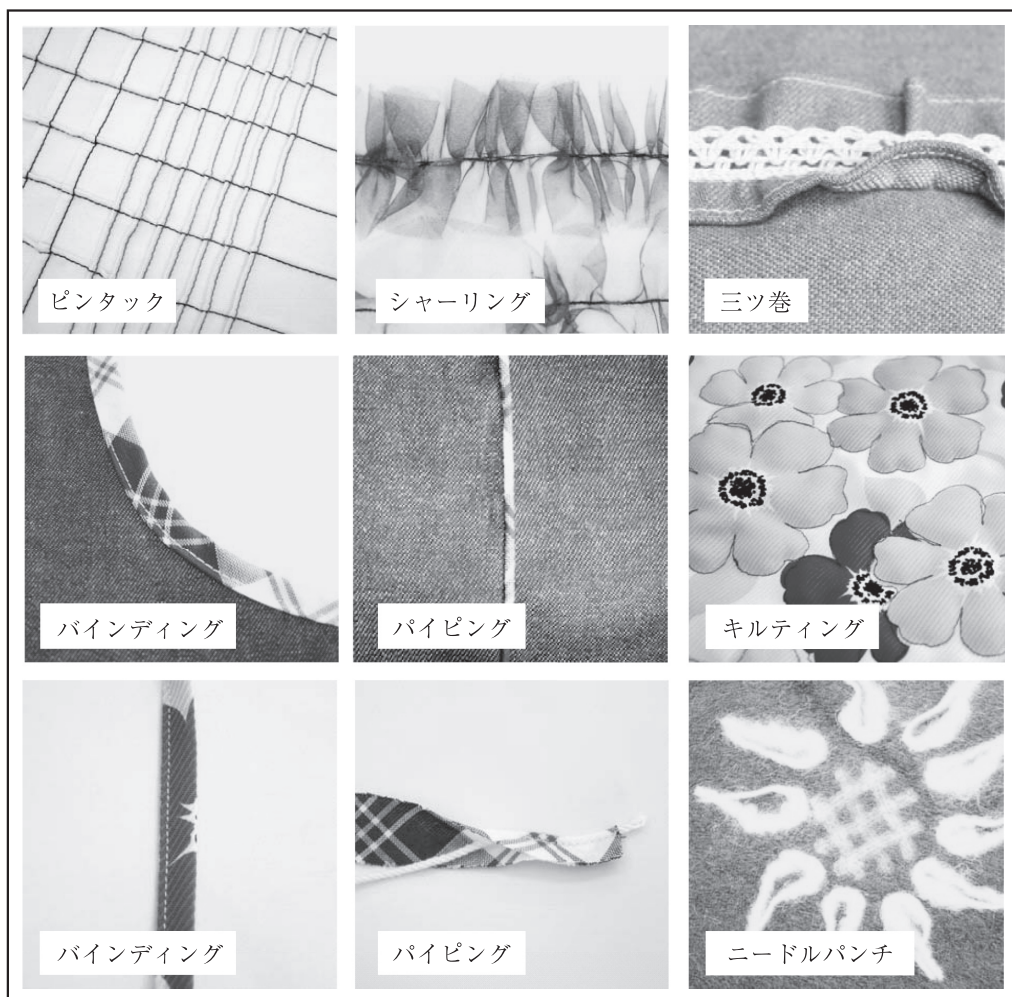 ピンタック
シャーリング
三ツ巻
バインディング
パイピング
キルティング
バインディング
パイピング
ニードルパンチ